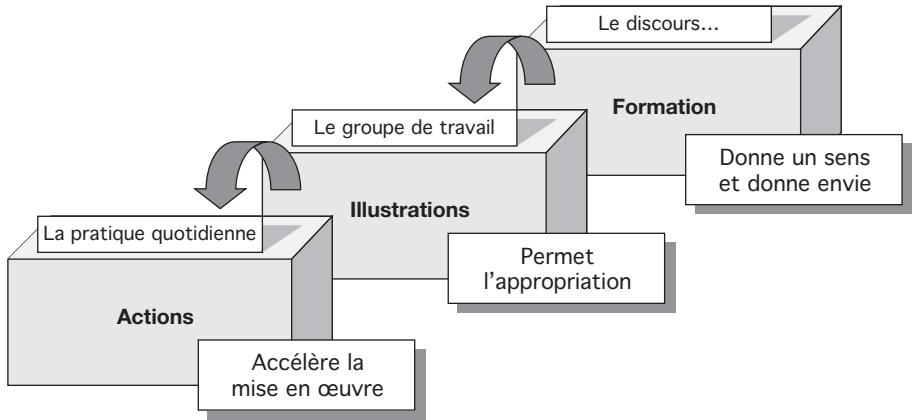 Le discours...
Formation
Donne un sens
et donne envie
Le groupe de travail
Illustrations
Permet
l'appropriation
La pratique quotidienne
Actions
Accélère la
mise en œuvre